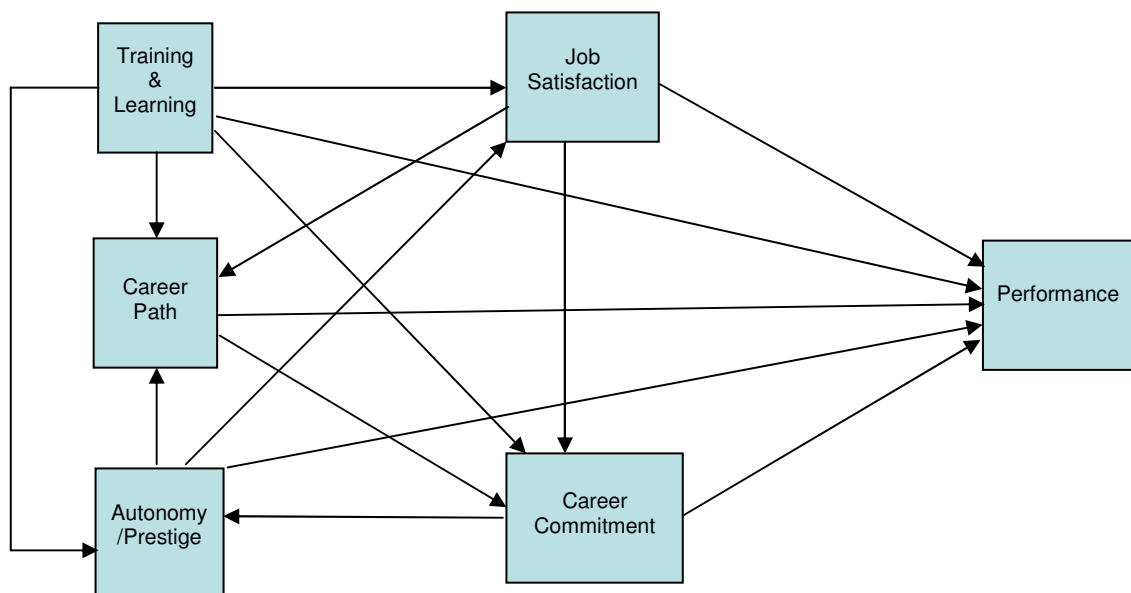 Training
&
Learning
Job
Satisfaction
Career
Path
Performance
Autonomy
/Prestige
Career
Commitment